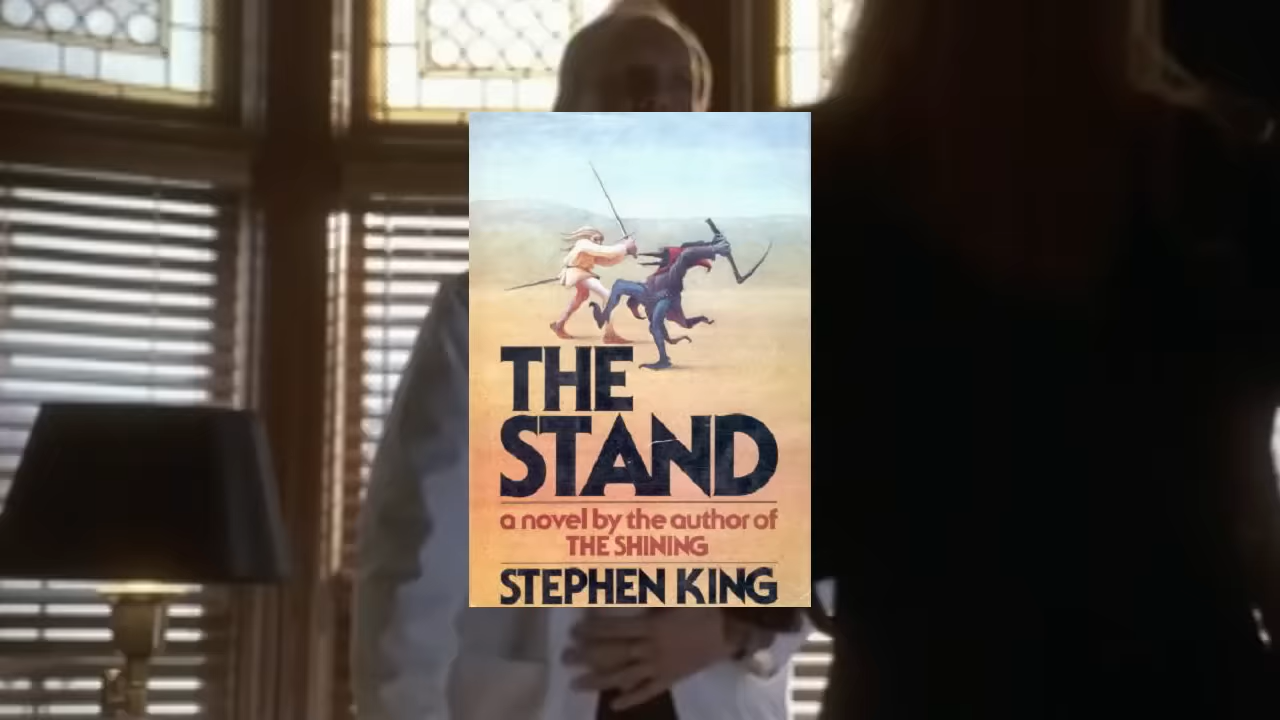 THE
STAND
a novel by the author of
THE SHINING
STEPHEN KING